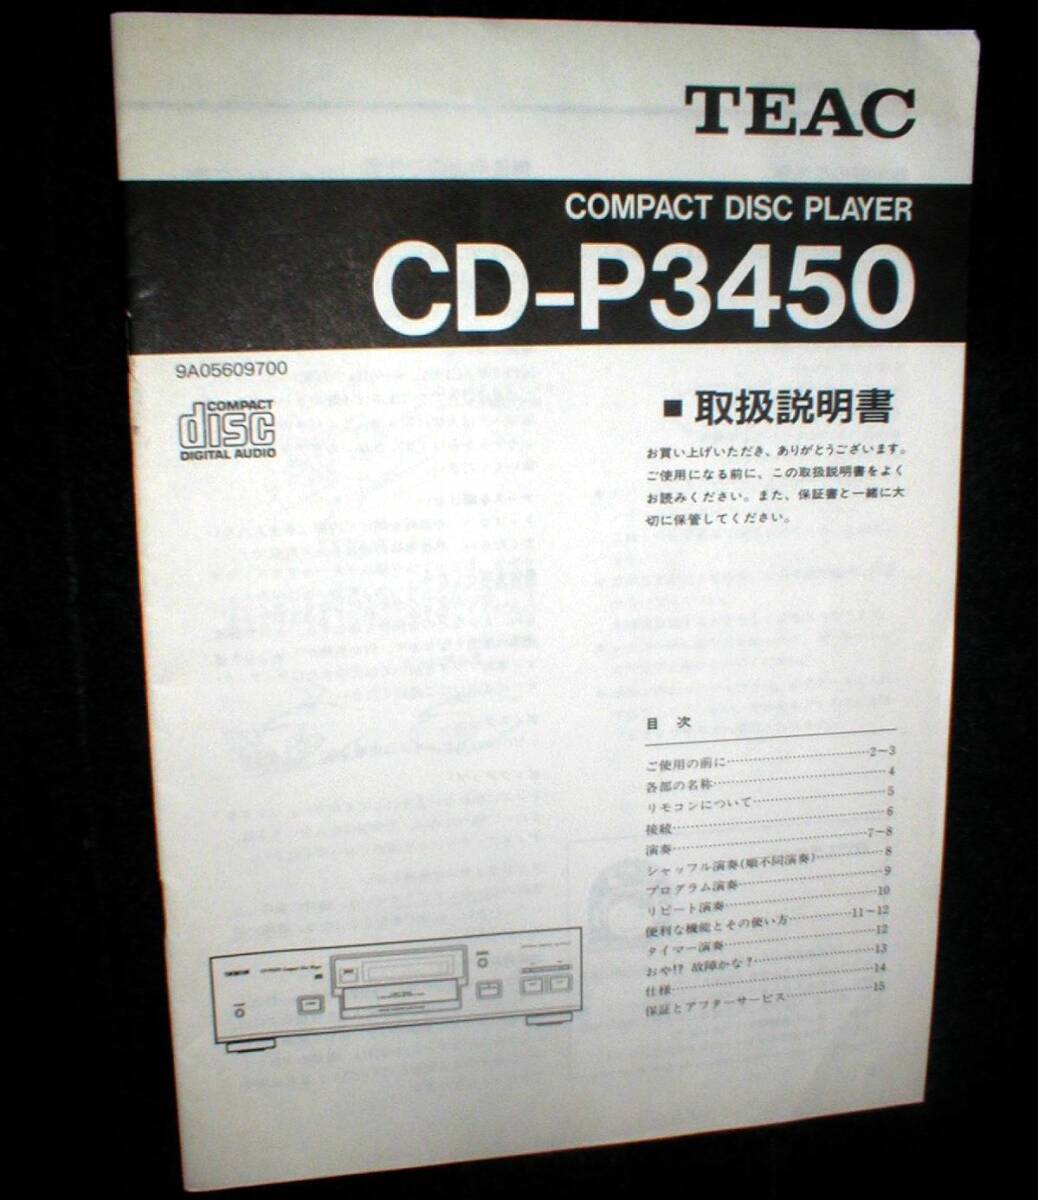 TEAC
COMPACT DISC PLAYER
CD-P3450
9A05609700
COMPACT
disc
DIGITAL AUDIO
■ 取扱説明書
お買い上げいただき、ありがとうございます。
ご使用になる前に、この取扱説明書をよく
お読みください。また、保証書と一緒に大
切に保管してください。
目 次
ご使用の前に……………………2〜3
各部の名称………………………4
リモコンについて………………5
接続………………………………6
演奏……………………………7〜8
シャッフル演奏(順不同演奏)…………8
プログラム演奏…………………9
リピート演奏……………………10
便利な機能とその使い方…………11〜12
タイマー演奏……………………12
おや!? 故障かな?………………13
仕様………………………………14
保証とアフターサービス…………15